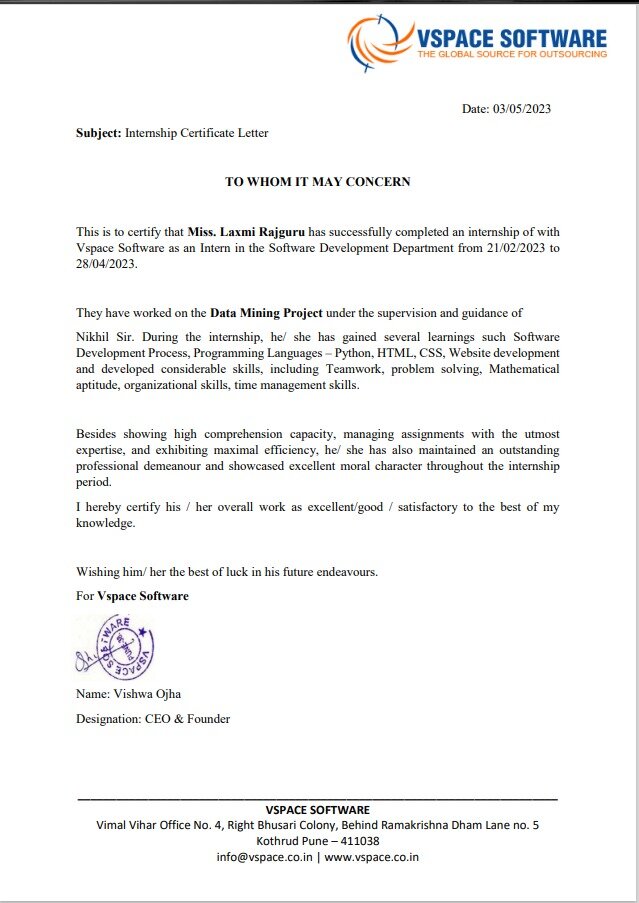 VSPACE SOFTWARE
THE GLOBAL SOURCE FOR OUTSOURCING
Date: 03/05/2023
Subject: Internship Certificate Letter
TO WHOM IT MAY CONCERN
This is to certify that Miss. Laxmi Rajguru has successfully completed an internship of with
Vspace Software as an Intern in the Software Development Department from 21/02/2023 to
28/04/2023.
They have worked on the Data Mining Project under the supervision and guidance of
Nikhil Sir. During the internship, he/ she has gained several learnings such Software
Development Process, Programming Languages – Python, HTML, CSS, Website development
and developed considerable skills, including Teamwork, problem solving, Mathematical
aptitude, organizational skills, time management skills.
Besides showing high comprehension capacity, managing assignments with the utmost
expertise, and exhibiting maximal efficiency, he/ she has also maintained an outstanding
professional demeanour and showcased excellent moral character throughout the internship
period.
I hereby certify his / her overall work as excellent/good / satisfactory to the best of my
knowledge.
Wishing him/ her the best of luck in his future endeavours.
For Vspace Software
VSPACE SOFTWARE
Name: Vishwa Ojha
Designation: CEO & Founder
VSPACE SOFTWARE
Vimal Vihar Office No. 4, Right Bhusari Colony, Behind Ramakrishna Dham Lane no. 5
Kothrud Pune – 411038
info@vspace.co.in | www.vspace.co.in